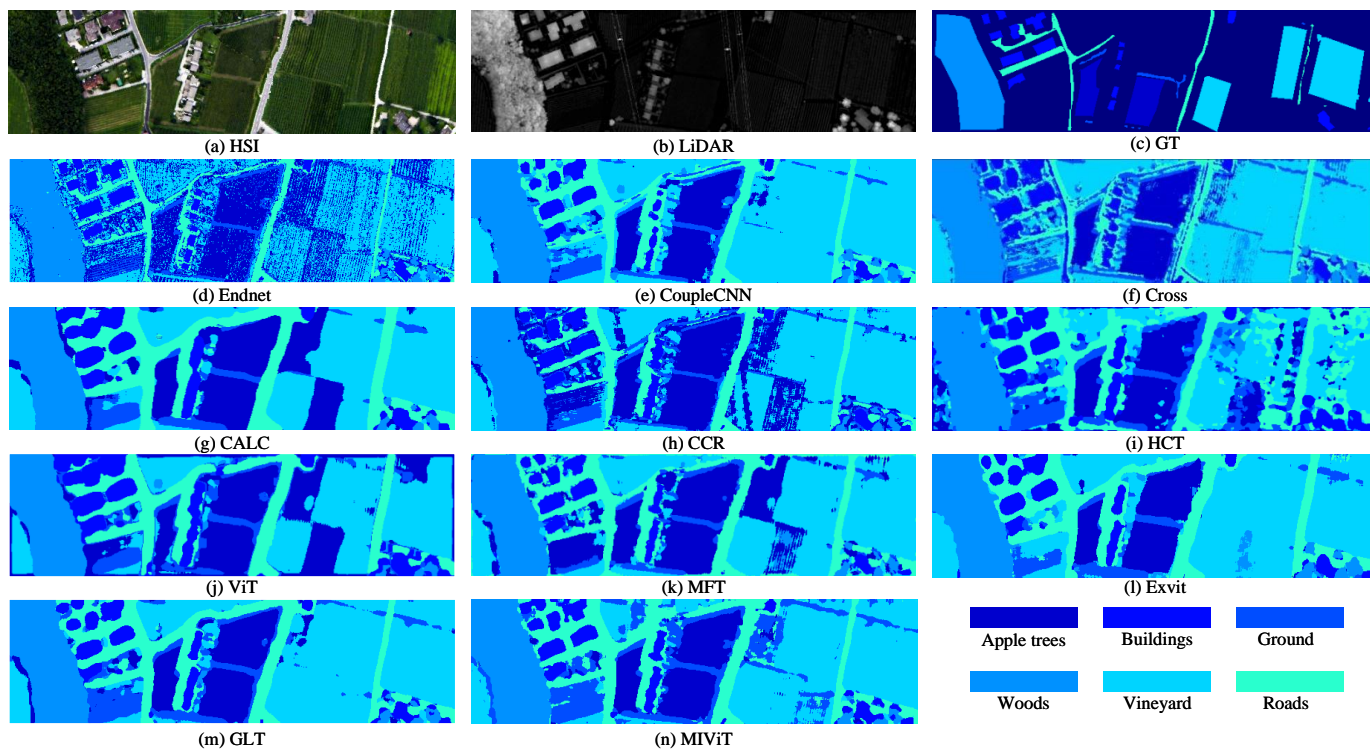 (a) HSI
(b) LiDAR
(c) GT
(d) Endnet
(e) CoupleCNN
(f) Cross
(g) CALC
(h) CCR
(i) HCT
(j) ViT
(k) MFT
(l) Exvit
Apple trees
Buildings
Ground
Woods
Vineyard
Roads
(m) GLT
(n) MIViT